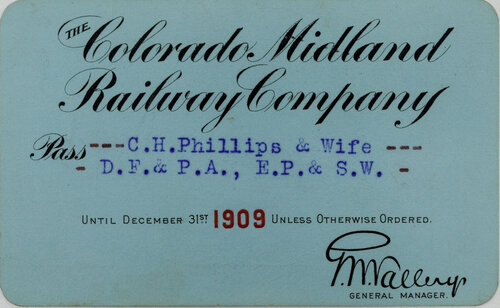 THE Colorado Midland
Railway Company
Pass ---C.H.Phillips & Wife ---
- D.F.& P.A., E.P.& S.W. -
UNTIL DECEMBER 31ST 1909 UNLESS OTHERWISE ORDERED.
GENERAL MANAGER.